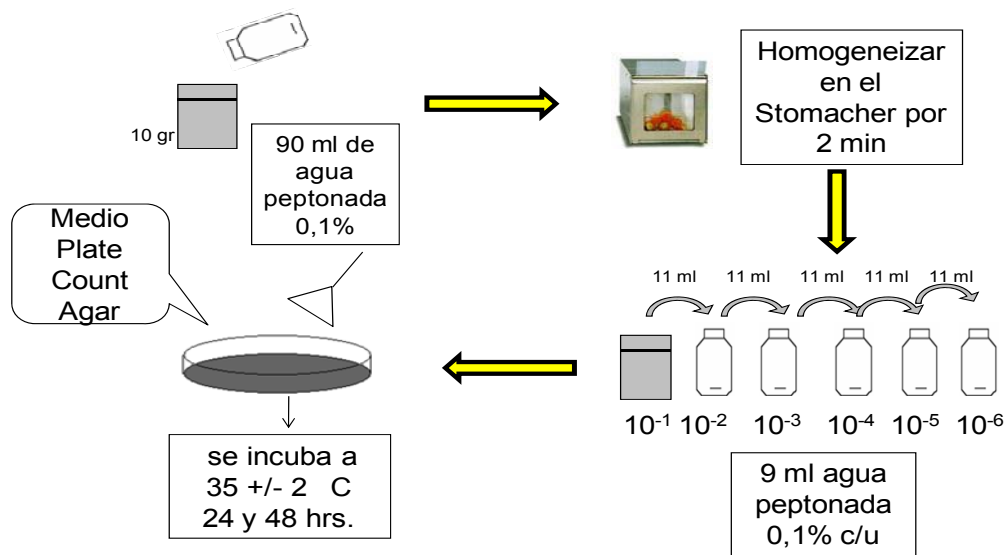 10 gr
90 ml de
agua
peptonada
0,1%
Homogeneizar
en el
Stomacher por
2 min
11 ml
11 ml
11 ml
11 ml
11 ml
10-1
10-2
10-3
10-4
10-5
10-6
9 ml agua
peptonada
0,1% c/u
Medio
Plate
Count
Agar
se incuba a
35 +/- 2 C
24 y 48 hrs.